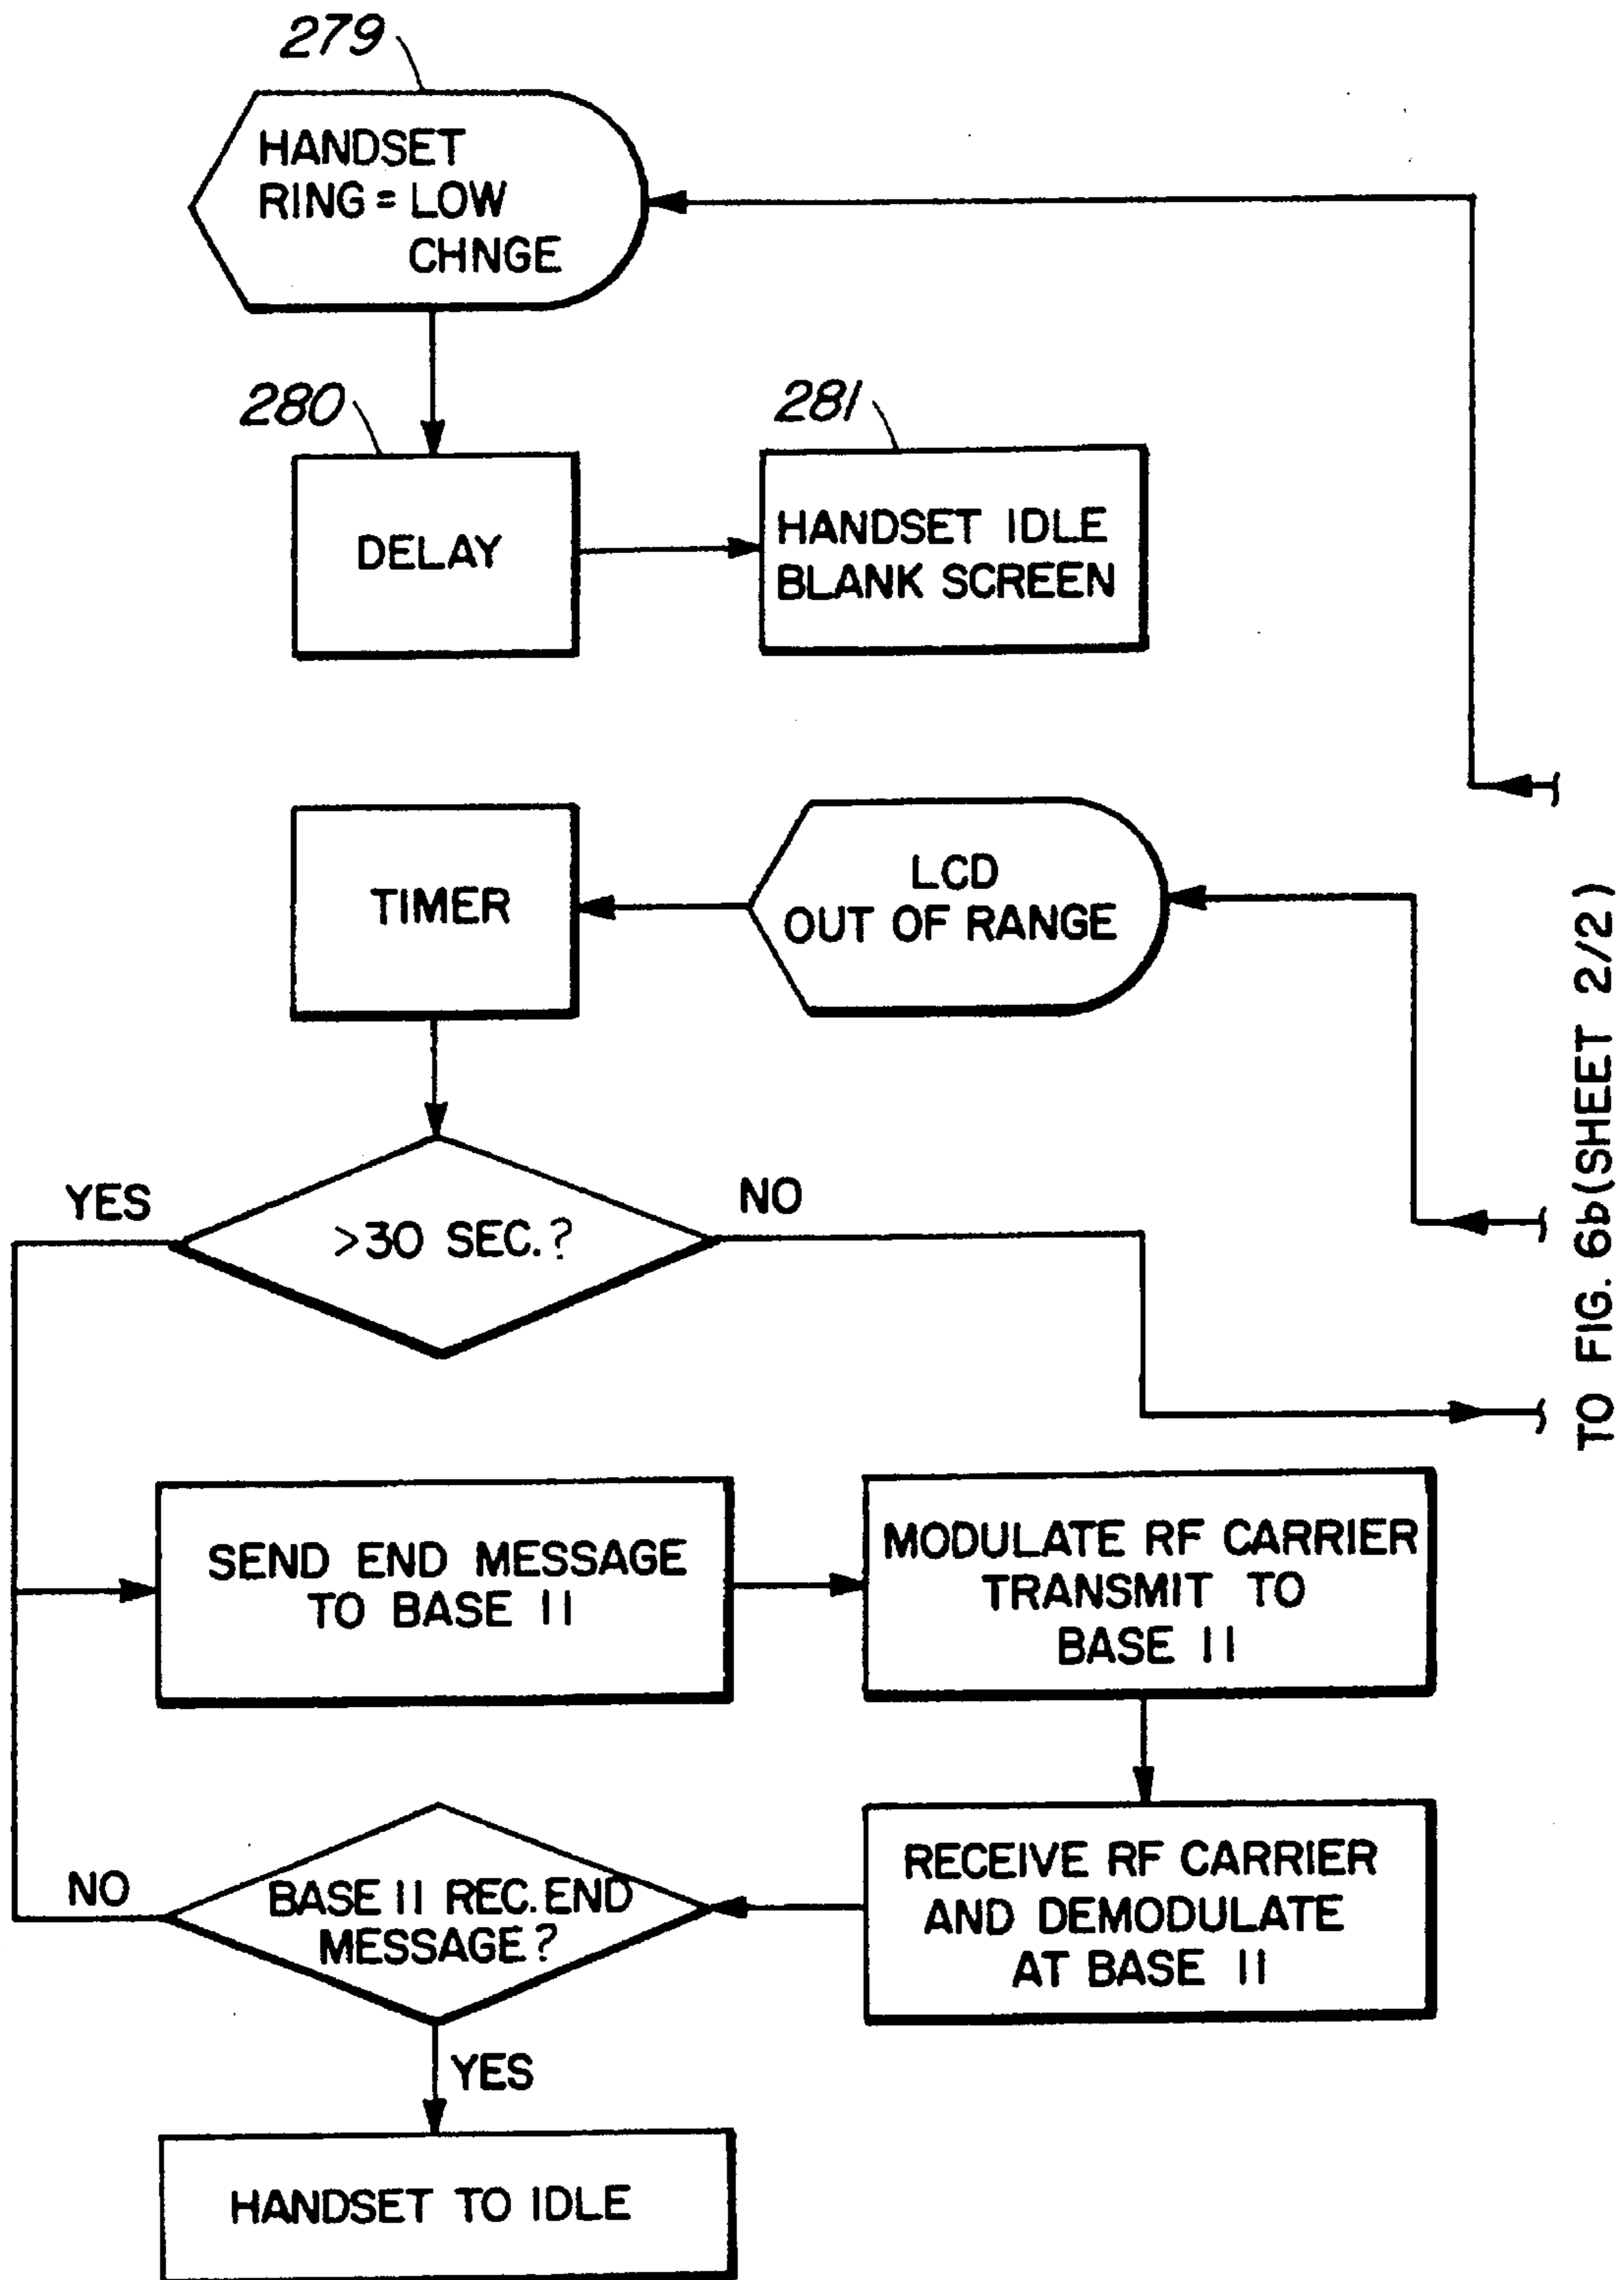 279
HANDSET
RING = LOW
CHNGE
280
281
DELAY
HANDSET IDLE
BLANK SCREEN
TIMER
LCD
OUT OF RANGE
YES
>30 SEC.?
NO
TO FIG. 6b(SHEET 2/2)
SEND END MESSAGE
TO BASE 11
MODULATE RF CARRIER
TRANSMIT TO
BASE 11
NO
BASE 11 REC. END
MESSAGE?
RECEIVE RF CARRIER
AND DEMODULATE
AT BASE 11
YES
HANDSET TO IDLE